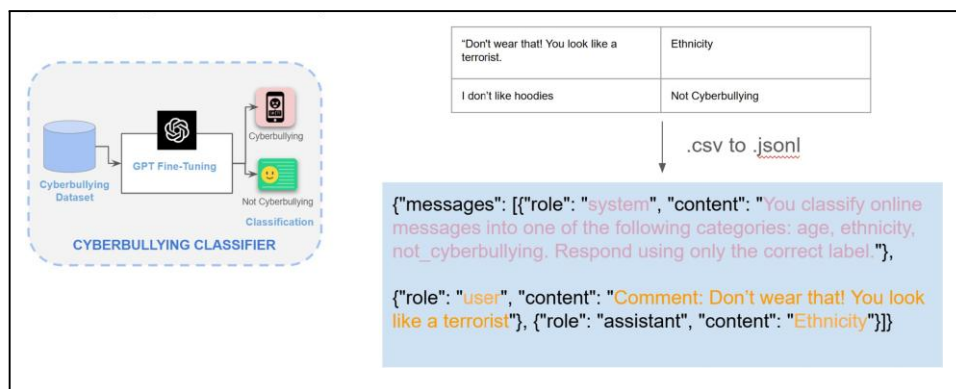 Cyberbullying
Dataset
GPT Fine-Tuning
Cyberbullying
Not Cyberbullying
Classification
CYBERBULLYING CLASSIFIER
“Don't wear that! You look like a
terrorist.
Ethnicity
I don’t like hoodies
Not Cyberbullying
.csv to .jsonl
{"messages": [{"role": "system", "content": "You classify online
messages into one of the following categories: age, ethnicity,
not_cyberbullying. Respond using only the correct label."},
{"role": "user", "content": "Comment: Don’t wear that! You look
like a terrorist"}, {"role": "assistant", "content": "Ethnicity"}]}